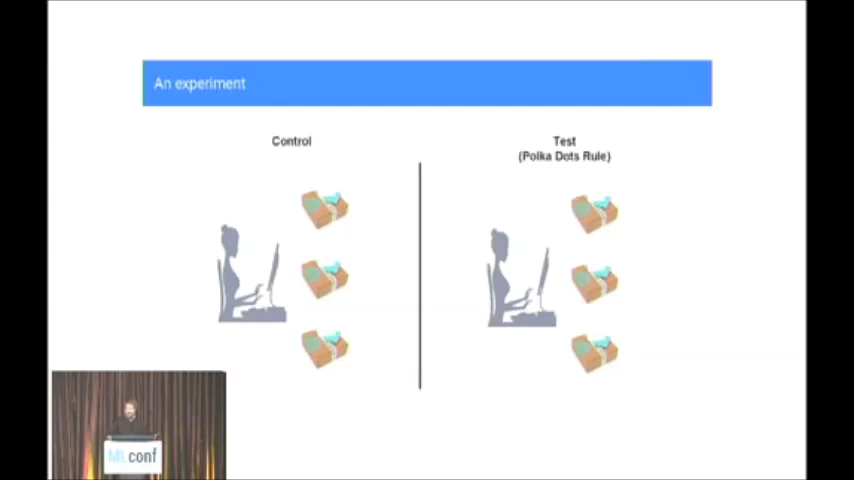 An experiment
Control
Test
(Polka Dots Rule)
MLconf